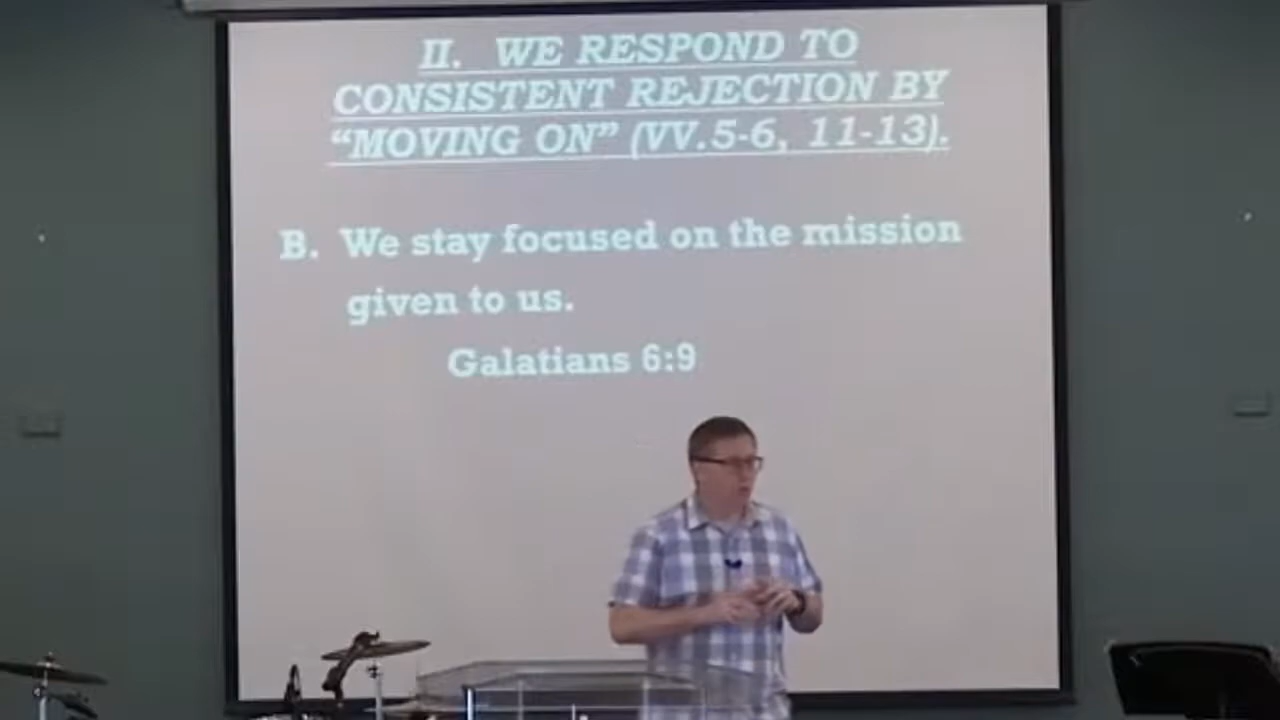 II. WE RESPOND TO
CONSISTENT REJECTION BY
“MOVING ON” (VV.5-6, 11-13).
B. We stay focused on the mission
given to us.
Galatians 6:9